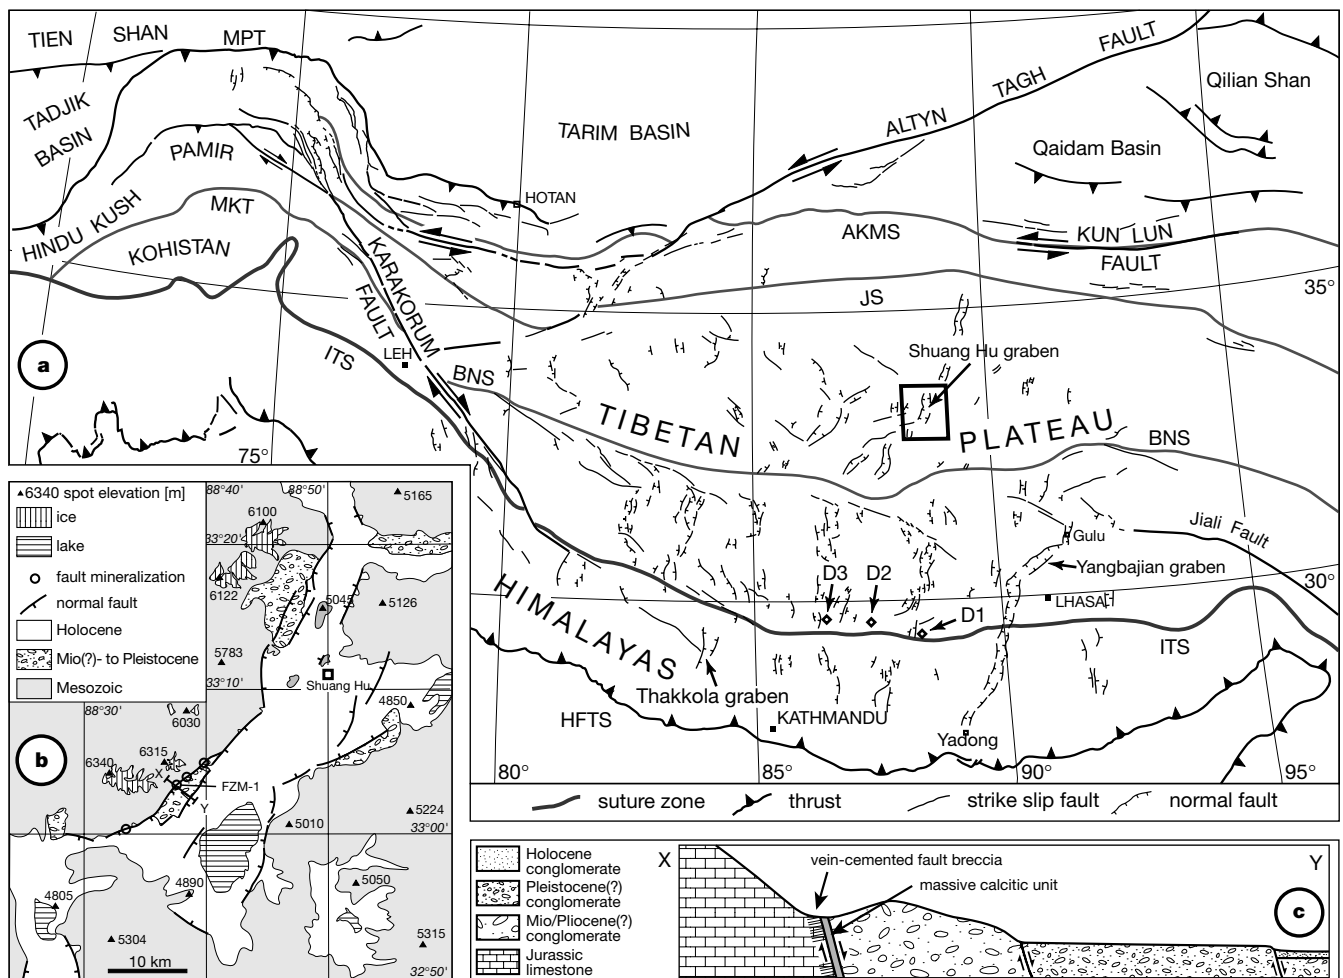 TIEN SHAN
MPT
TADJIK
BASIN
PAMIR
HINDU KUSH
MKT
KOHISTAN
KARAKORUM
FAULT
ITS
LEH
BNS
a
75°
TARIM BASIN
HOTAN
ALTYN TAGH FAULT
Qilian Shan
Qaidam Basin
AKMS
KUN LUN
FAULT
35°
JS
Shuang Hu graben
TIBETAN PLATEAU
BNS
Jiali Fault
Gulu
Yangbajian graben
30°
D3
D2
D1
LHASA
ITS
HIMALAYAS
Thakkola graben
HFTS
KATHMANDU
Yadong
80°
85°
90°
95°
suture zone
thrust
strike slip fault
normal fault
6340 spot elevation [m]
ice
lake
fault mineralization
normal fault
Holocene
Mio(?)- to Pleistocene
Mesozoic
88°40'
88°50'
6100
5165
33°20'
6122
5045
5126
5783
33°10'
Shuang Hu
88°30'
6030
4850
b
6315
6340
X
FZM-1
Y
5224
5010
33°00'
4890
5050
4805
5304
5315
10 km
32°50'
Holocene
conglomerate
Pleistocene(?)
conglomerate
Mio/Pliocene(?)
conglomerate
Jurassic
limestone
X
vein-cemented fault breccia
massive calcitic unit
Y
c